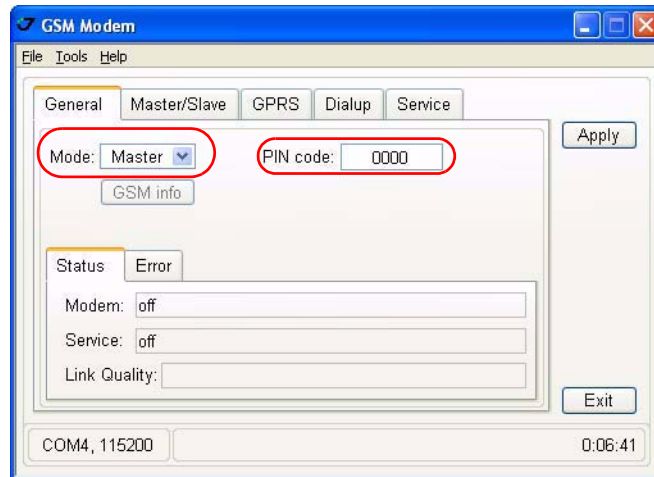 GSM Modem
File Tools Help
General Master/Slave GPRS Dialup Service
Apply
Mode: Master PIN code: 0000
GSM info
Status Error
Modem: off
Service: off
Link Quality:
Exit
COM4, 115200 0:06:41